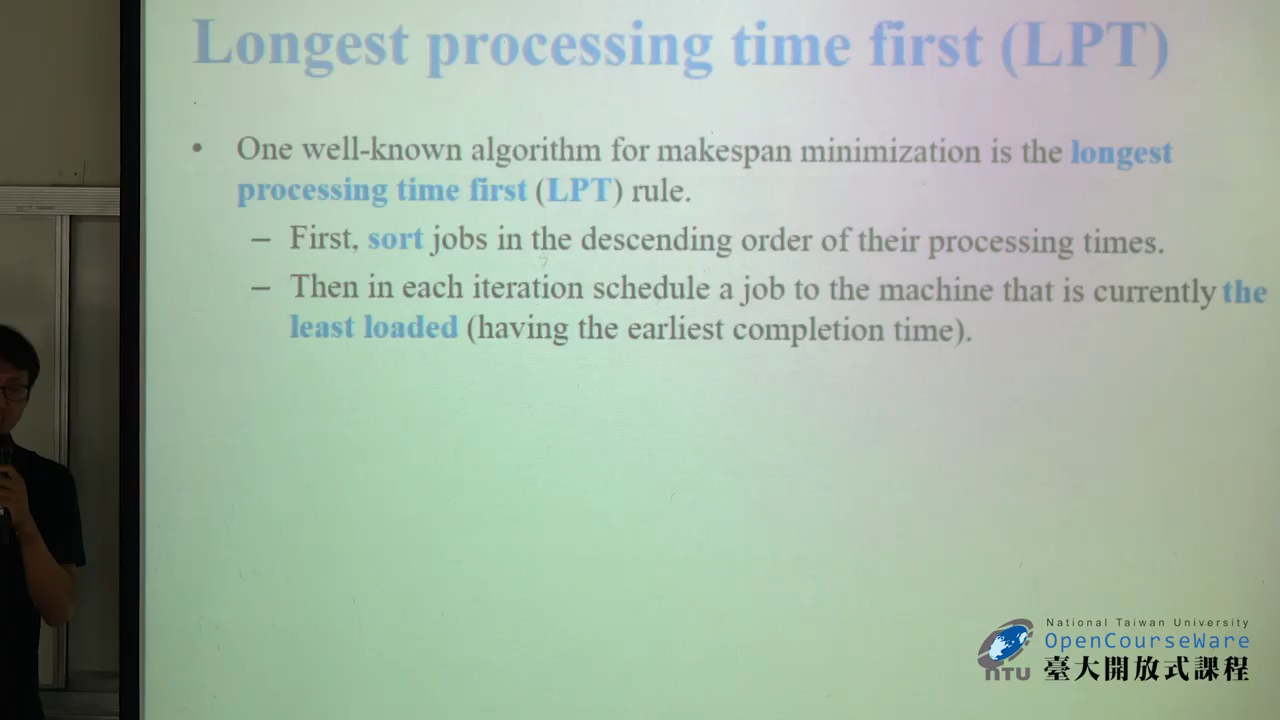 Longest processing time first (LPT)
• One well-known algorithm for makespan minimization is the longest
processing time first (LPT) rule.
– First, sort jobs in the descending order of their processing times.
– Then in each iteration schedule a job to the machine that is currently the
least loaded (having the earliest completion time).
National Taiwan University
OpenCourseWare
臺大開放式課程
NTU